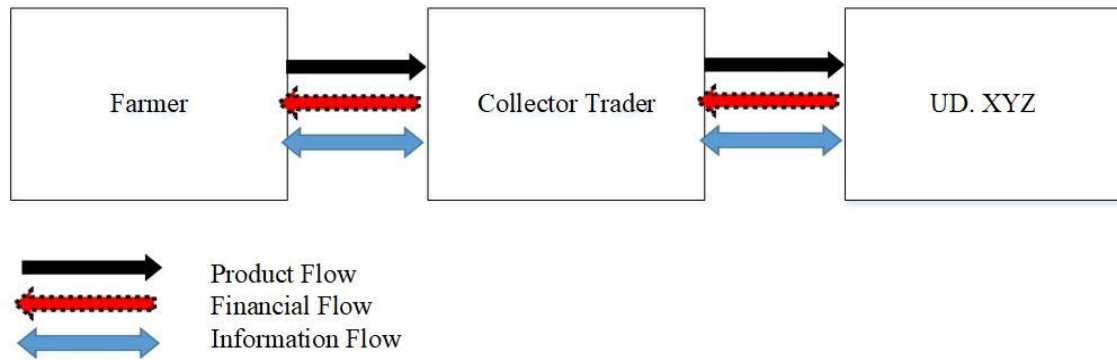 Farmer
Collector Trader
UD. XYZ
Product Flow
Financial Flow
Information Flow